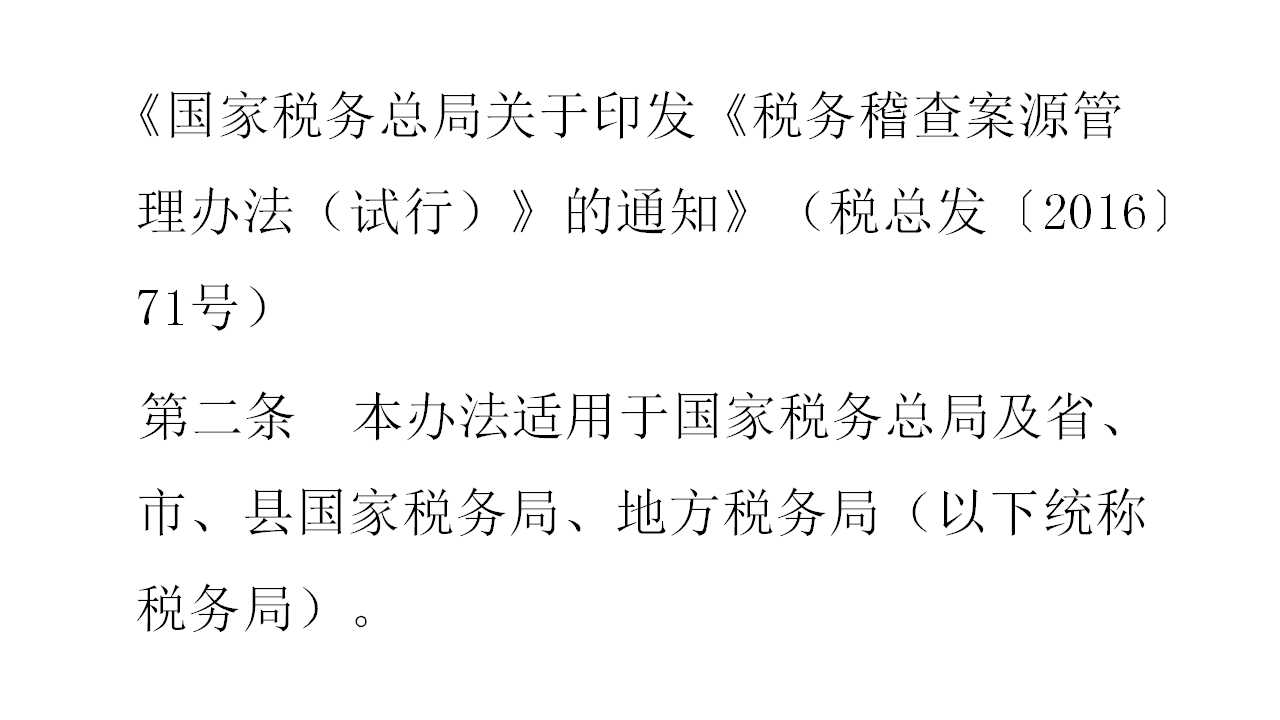 《国家税务总局关于印发《税务稽查案源管
理办法（试行）》的通知》（税总发〔2016〕
71号）
第二条　本办法适用于国家税务总局及省、
市、县国家税务局、地方税务局（以下统称
税务局）。